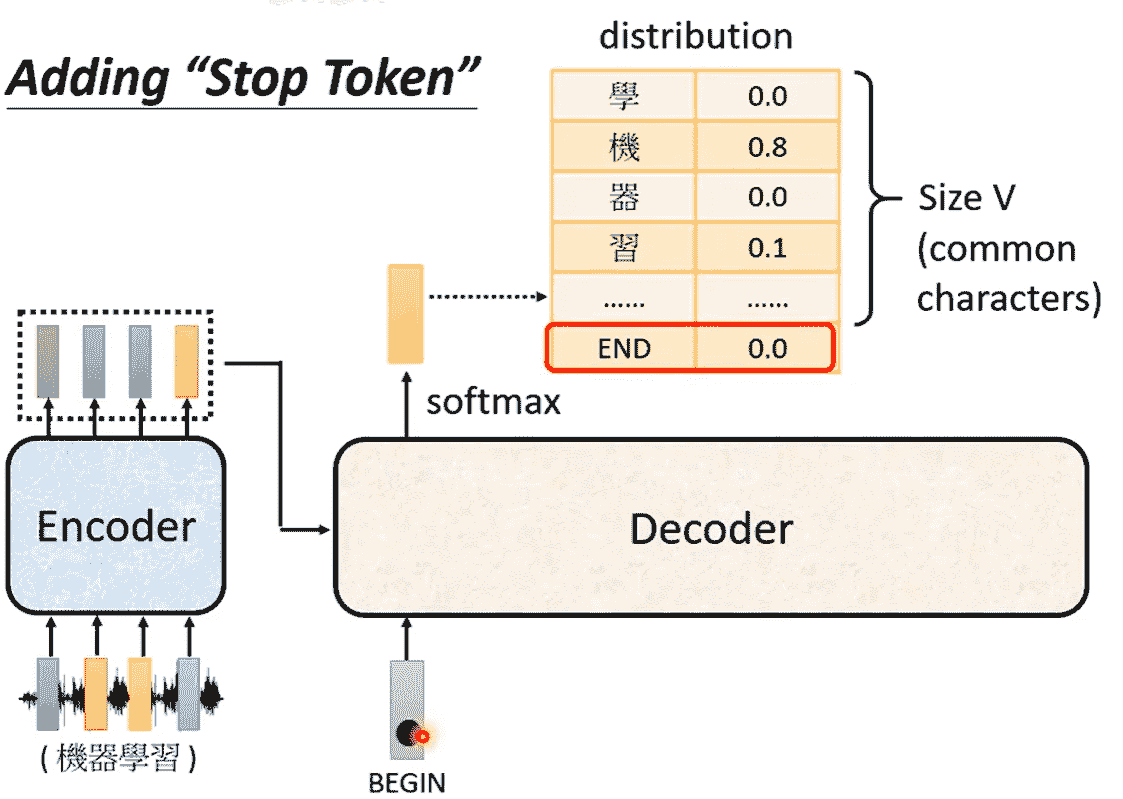 Adding “Stop Token”
distribution
學 0.0
機 0.8
器 0.0
習 0.1
...... ......
END 0.0
Size V
(common
characters)
softmax
Encoder
Decoder
(機器學習)
BEGIN